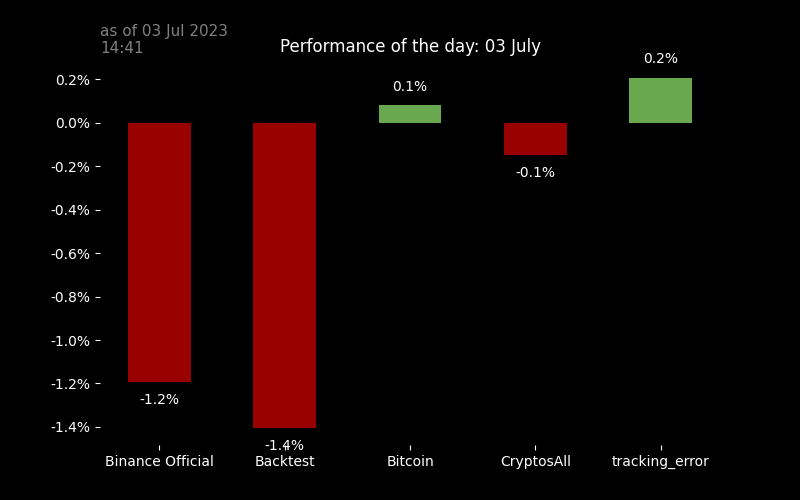 as of 03 Jul 2023
14:41
Performance of the day: 03 July
0.2%
0.0%
-0.2%
-0.4%
-0.6%
-0.8%
-1.0%
-1.2%
-1.4%
-1.2%
-1.4%
0.1%
-0.1%
0.2%
Binance Official
Backtest
Bitcoin
CryptosAll
tracking_error